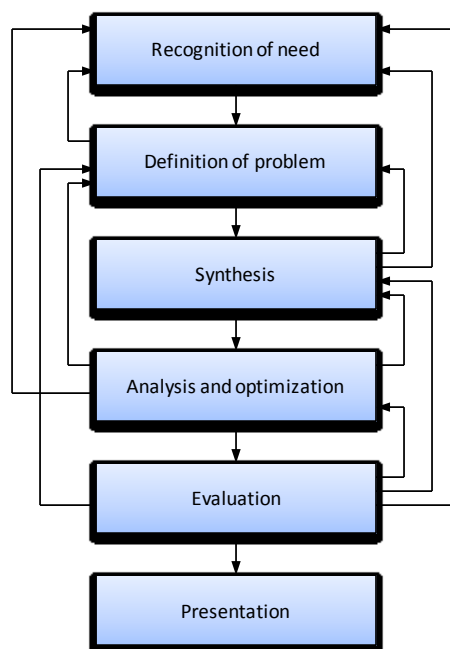 Recognition of need
Definition of problem
Synthesis
Analysis and optimization
Evaluation
Presentation